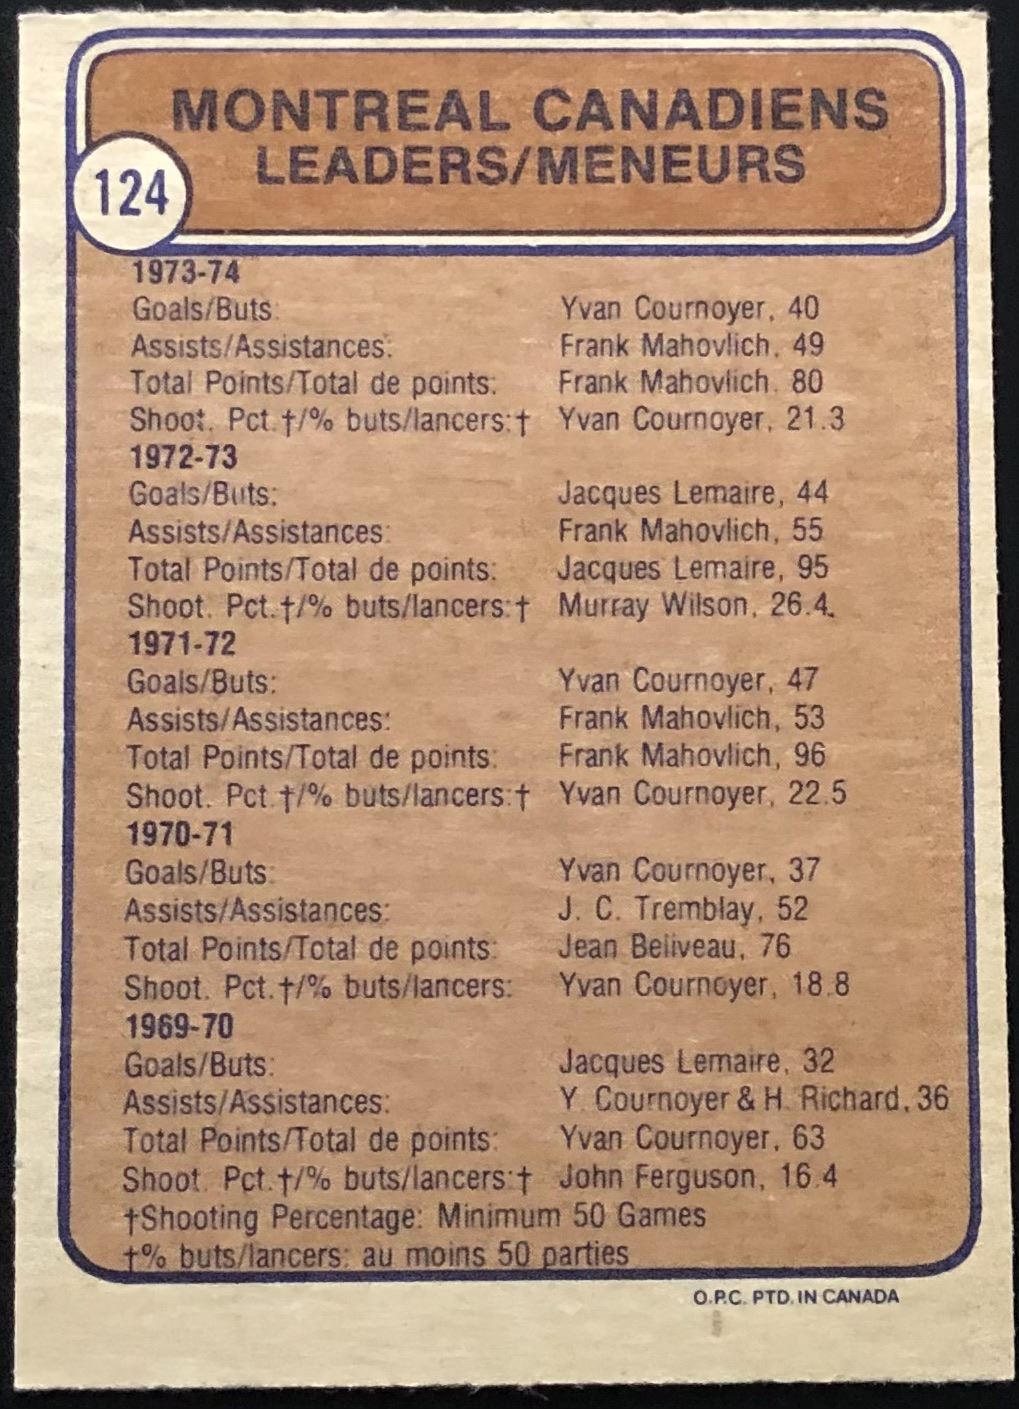 MONTREAL CANADIENS
LEADERS/MENEURS
124
1973-74
Goals/Buts: Yvan Cournoyer, 40
Assists/Assistances: Frank Mahovlich, 49
Total Points/Total de points: Frank Mahovlich, 80
Shoot. Pct.†/% buts/lancers:† Yvan Cournoyer, 21.3
1972-73
Goals/Buts: Jacques Lemaire, 44
Assists/Assistances: Frank Mahovlich, 55
Total Points/Total de points: Jacques Lemaire, 95
Shoot. Pct.†/% buts/lancers:† Murray Wilson, 26.4
1971-72
Goals/Buts: Yvan Cournoyer, 47
Assists/Assistances: Frank Mahovlich, 53
Total Points/Total de points: Frank Mahovlich, 96
Shoot. Pct.†/% buts/lancers:† Yvan Cournoyer, 22.5
1970-71
Goals/Buts: Yvan Cournoyer, 37
Assists/Assistances: J. C. Tremblay, 52
Total Points/Total de points: Jean Beliveau, 76
Shoot. Pct.†/% buts/lancers: Yvan Cournoyer, 18.8
1969-70
Goals/Buts: Jacques Lemaire, 32
Assists/Assistances: Y. Cournoyer & H. Richard, 36
Total Points/Total de points: Yvan Cournoyer, 63
Shoot. Pct.†/% buts/lancers:† John Ferguson, 16.4
†Shooting Percentage: Minimum 50 Games
†% buts/lancers: au moins 50 parties
O.P.C. PTD. IN CANADA